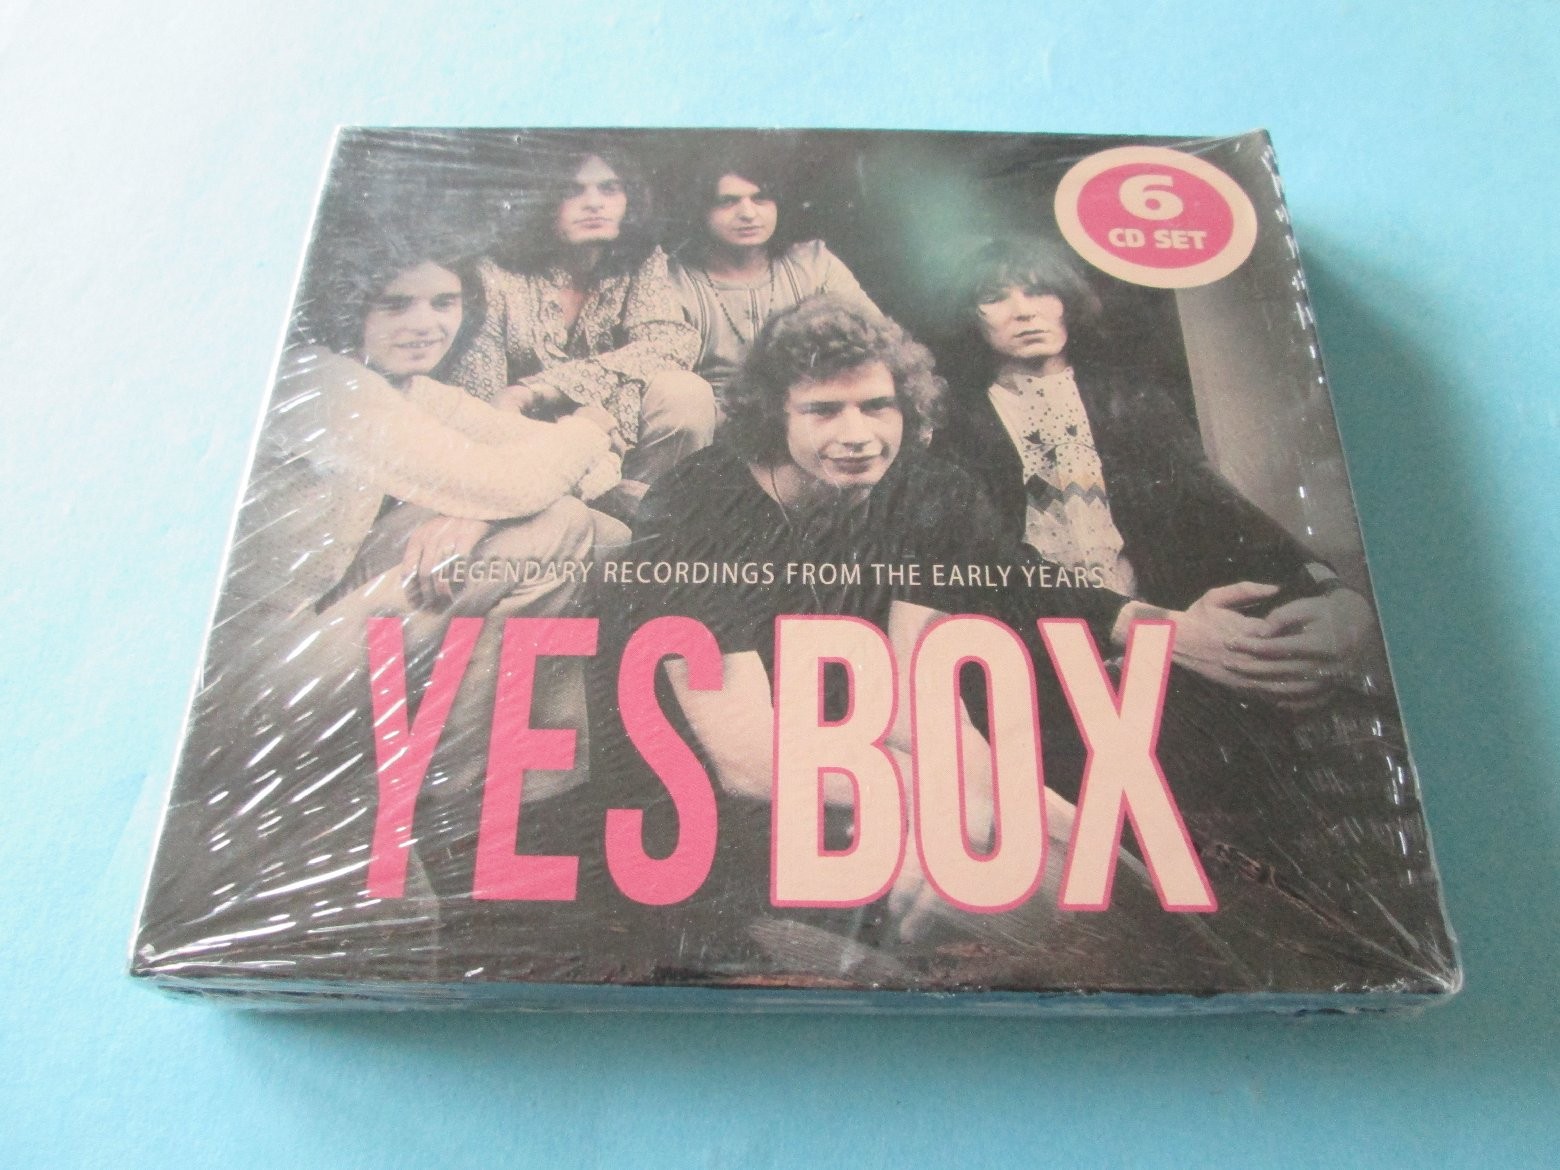 6
CD SET
LEGENDARY RECORDINGS FROM THE EARLY YEARS
YES BOX